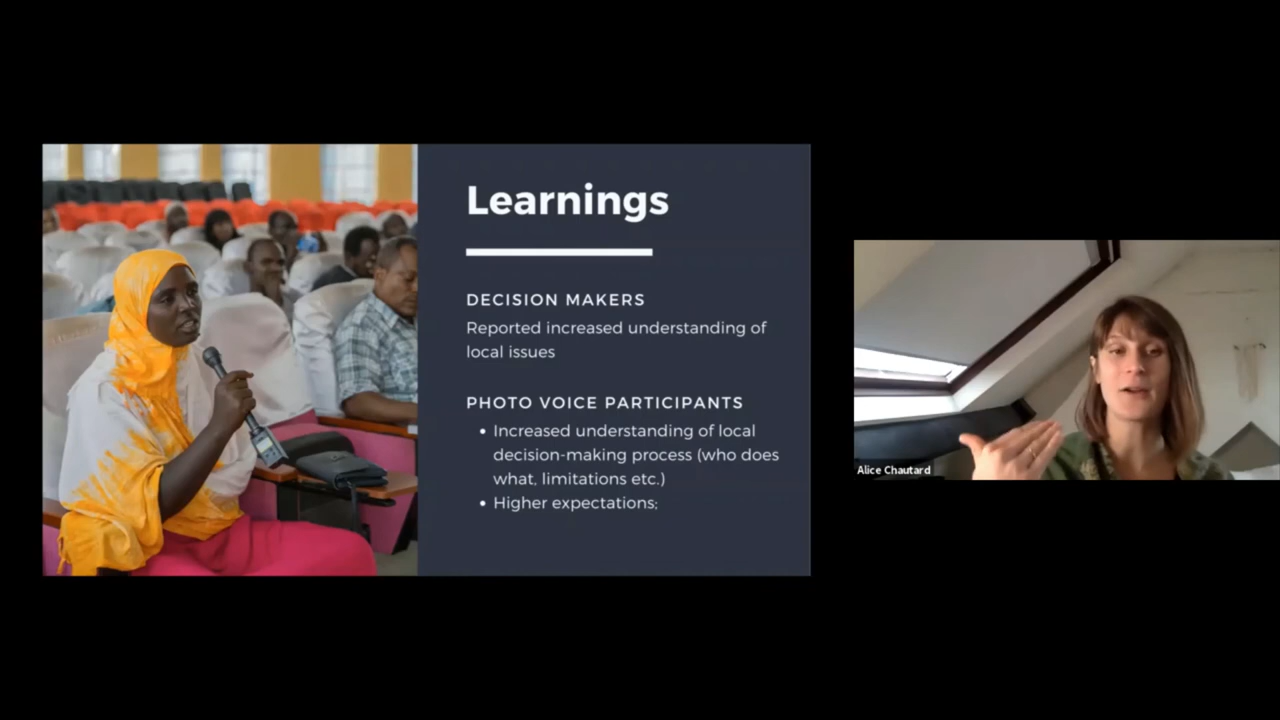 Learnings
DECISION MAKERS
Reported increased understanding of
local issues
PHOTO VOICE PARTICIPANTS
• Increased understanding of local
decision-making process (who does
what, limitations etc.)
• Higher expectations;
Alice Chautard